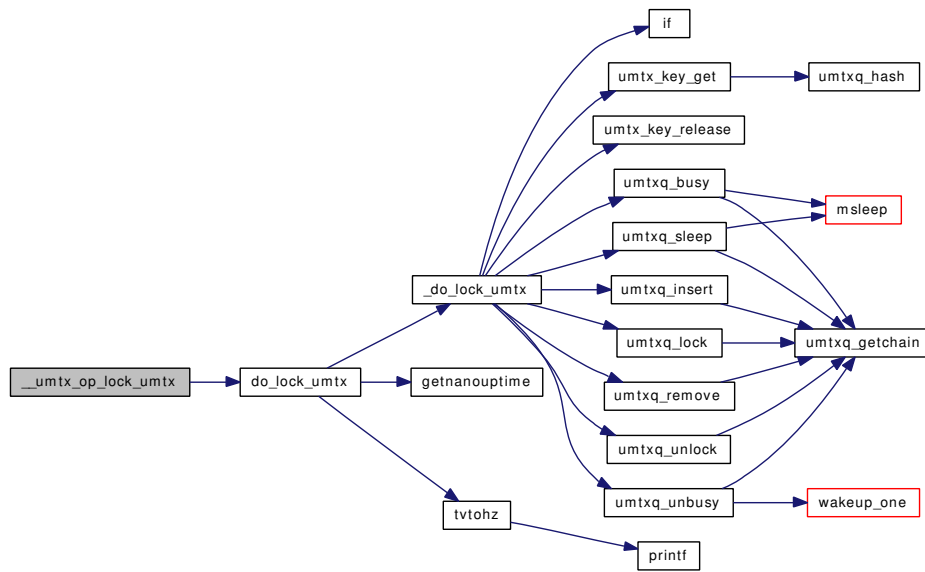 if
umtx_key_get
umtxq_hash
umtx_key_release
umtxq_busy
msleep
umtxq_sleep
_do_lock_umtx
umtxq_insert
umtxq_lock
umtxq_getchain
__umtx_op_lock_umtx
do_lock_umtx
getnanouptime
umtxq_remove
umtxq_unlock
umtxq_unbusy
wakeup_one
tvtohz
printf